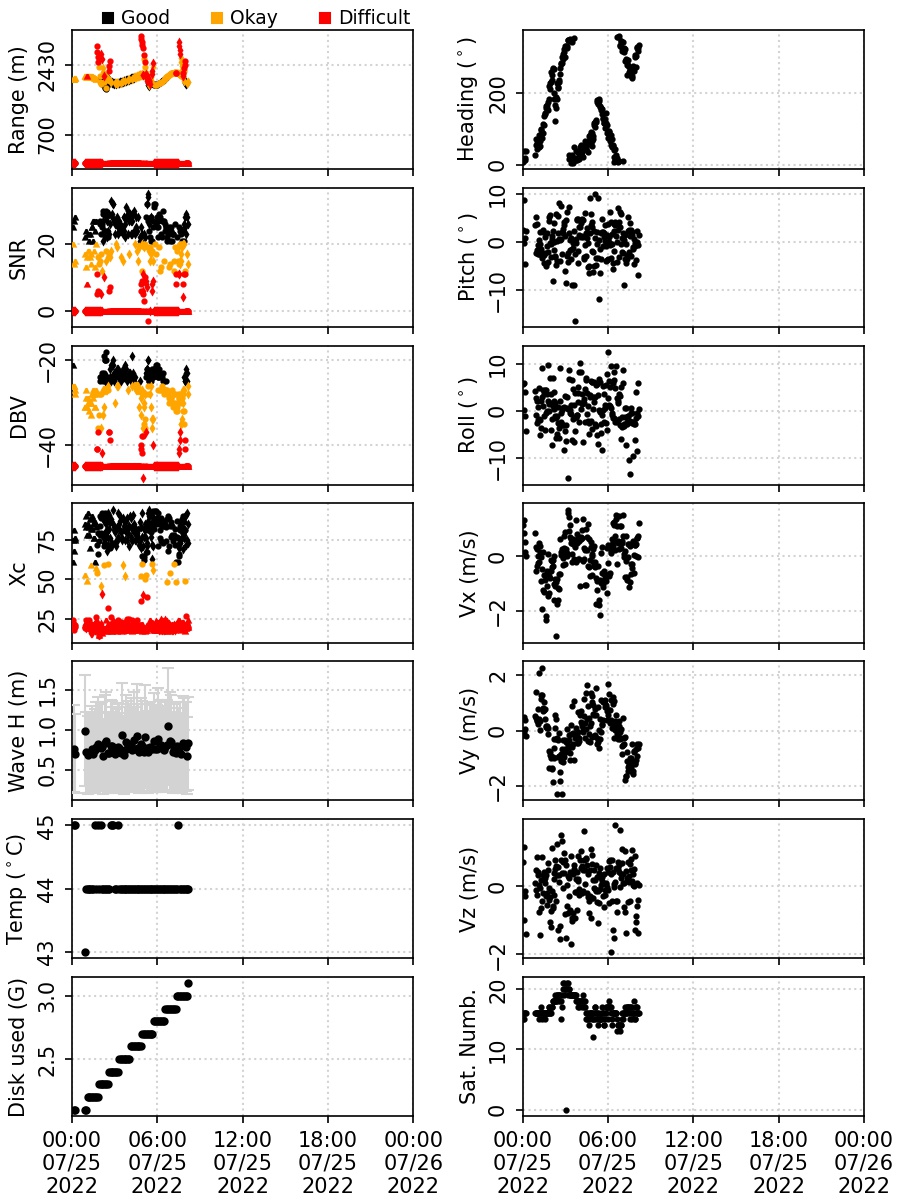 Good Okay Difficult
Range (m)
2430
700
SNR
20
0
DBV
−20
−40
Xc
75
50
25
Wave H (m)
1.5
1.0
0.5
Temp (°C)
45
44
43
Disk used (G)
3.0
2.5
00:00 06:00 12:00 18:00 00:00
07/25 07/25 07/25 07/25 07/26
2022 2022 2022 2022 2022
Heading (°)
200
0
Pitch (°)
10
0
−10
Roll (°)
10
0
−10
Vx (m/s)
0
−2
Vy (m/s)
2
0
−2
Vz (m/s)
0
−2
Sat. Numb.
20
10
0
00:00 06:00 12:00 18:00 00:00
07/25 07/25 07/25 07/25 07/26
2022 2022 2022 2022 2022